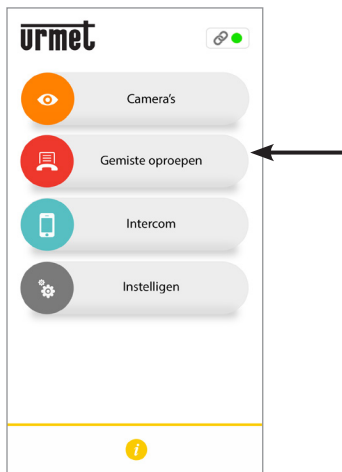 urmet
Camera's
Gemiste oproepen
Intercom
Instelligen
i